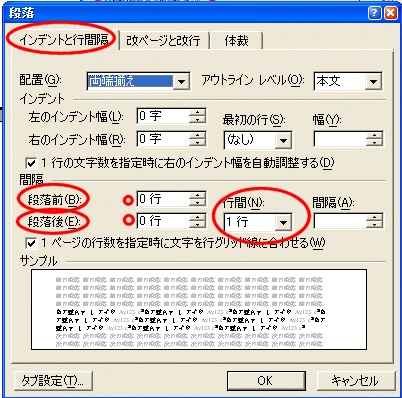 段落
インデントと行間隔 改ページと改行 体裁
配置(G): 両端揃え アウトライン レベル(O): 本文
インデント
左のインデント幅(L): 0 字 最初の行(S): 幅(Y):
右のインデント幅(R): 0 字 (なし)
1 行の文字数を指定時に右のインデント幅を自動調整する(D)
間隔
段落前(B): 0 行 行間(N): 間隔(A):
段落後(E): 0 行 1 行
1 ページの行数を指定時に文字を行グリッド線に合わせる(W)
サンプル
タブ設定(T)... OK キャンセル